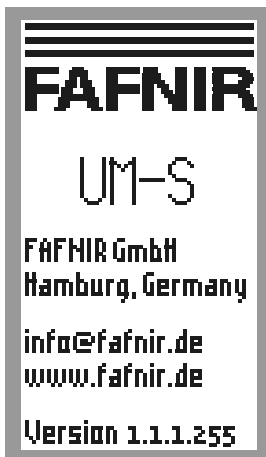 FAFNIR
UM-S
FAFNIR GmbH
Hamburg, Germany
info@fafnir.de
www.fafnir.de
Version 1.1.1.255